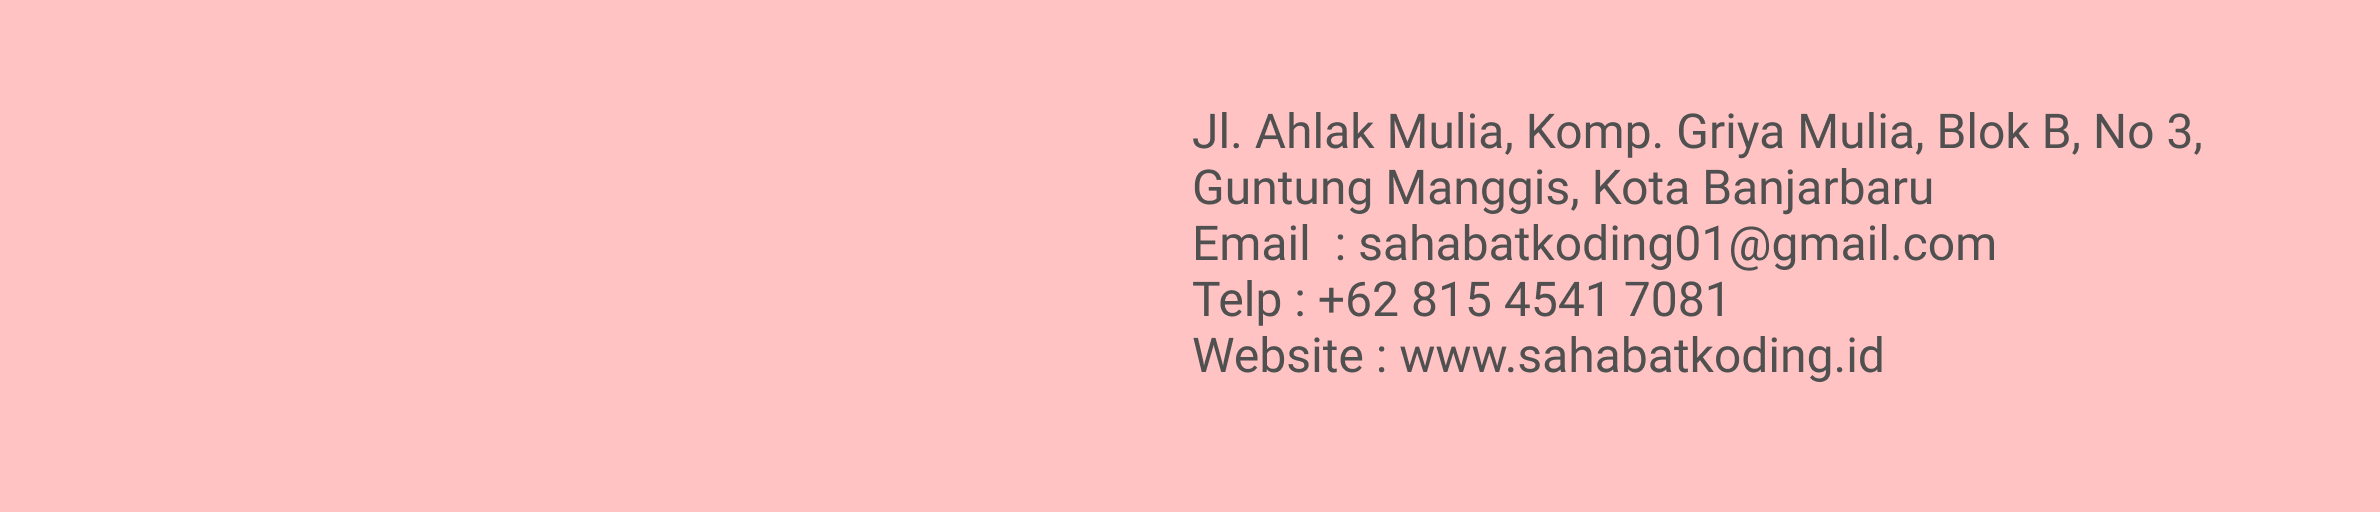 Jl. Ahlak Mulia, Komp. Griya Mulia, Blok B, No 3,
Guntung Manggis, Kota Banjarbaru
Email  : sahabatkoding01@gmail.com
Telp : +62 815 4541 7081
Website : www.sahabatkoding.id